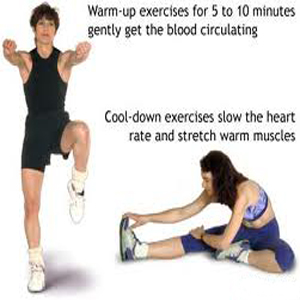 Warm-up exercises for 5 to 10 minutes
gently get the blood circulating
Cool-down exercises slow the heart
rate and stretch warm muscles